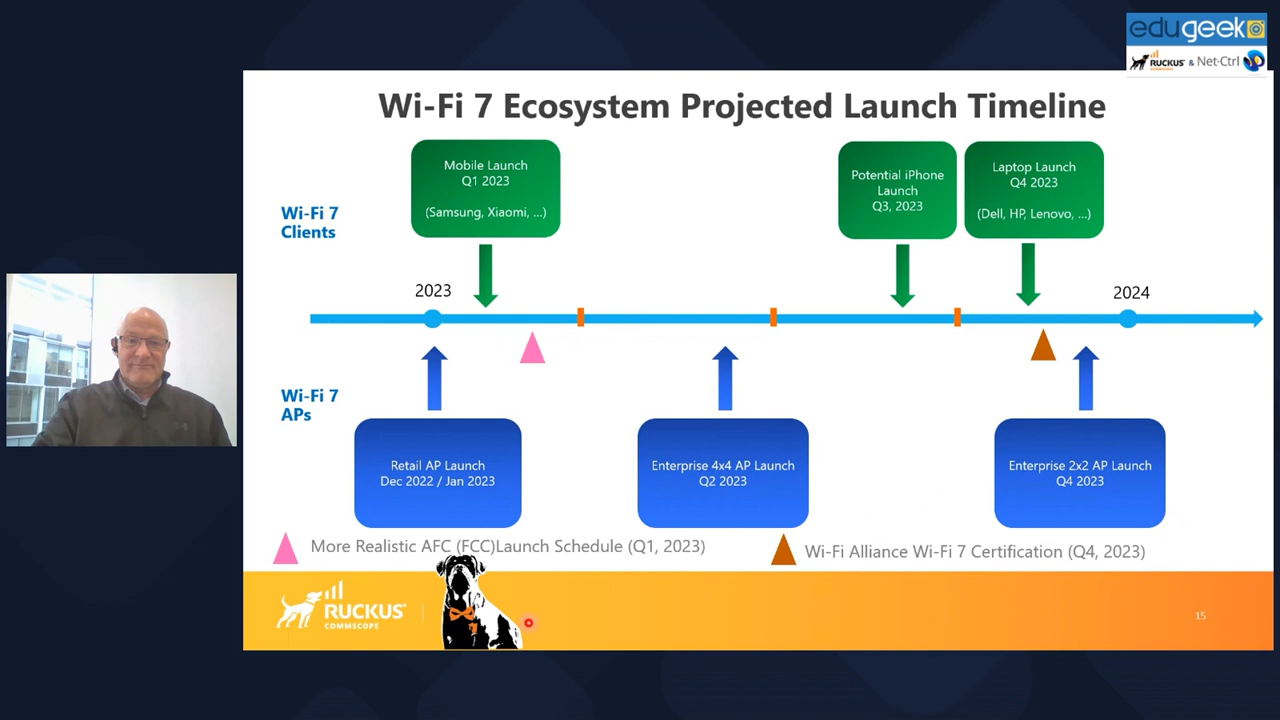 edugeek
RUCKUS & Net-Ctrl
COMMSCOPE
Wi-Fi 7 Ecosystem Projected Launch Timeline
Mobile Launch
Q1 2023
(Samsung, Xiaomi, ...)
Potential iPhone
Launch
Q3, 2023
Laptop Launch
Q4 2023
(Dell, HP, Lenovo, ...)
Wi-Fi 7
Clients
2023
2024
Wi-Fi 7
APs
Retail AP Launch
Dec 2022 / Jan 2023
Enterprise 4x4 AP Launch
Q2 2023
Enterprise 2x2 AP Launch
Q4 2023
More Realistic AFC (FCC)Launch Schedule (Q1, 2023)
Wi-Fi Alliance Wi-Fi 7 Certification (Q4, 2023)
RUCKUS
COMMSCOPE
15